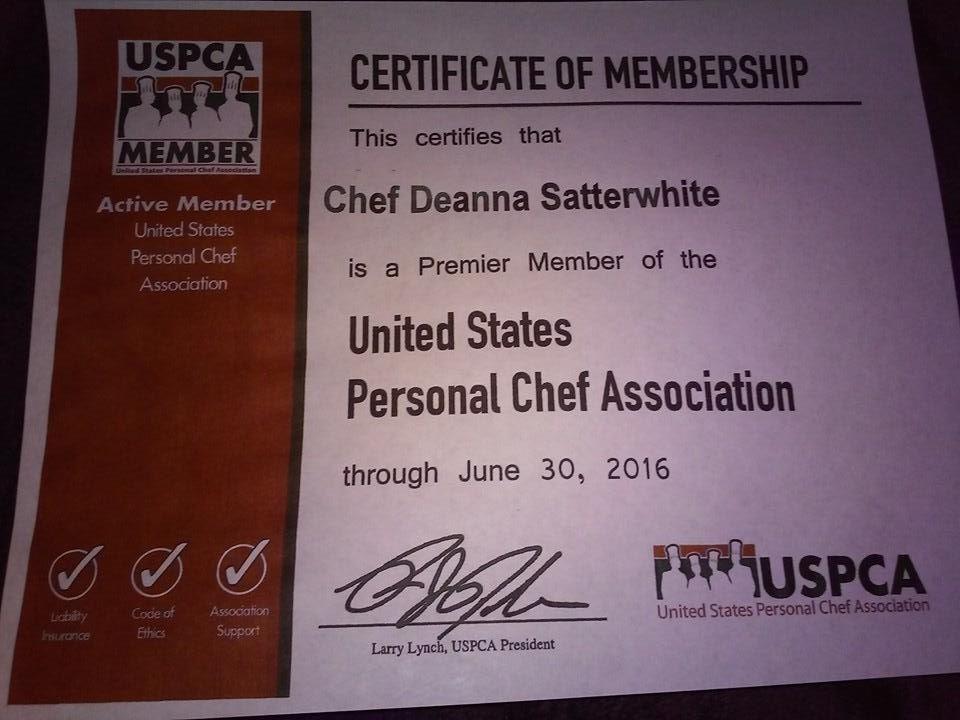 USPCA
MEMBER
United States Personal Chef Association
Active Member
United States
Personal Chef
Association
Liability
Insurance
Code of
Ethics
Association
Support
CERTIFICATE OF MEMBERSHIP
This certifies that
Chef Deanna Satterwhite
is a Premier Member of the
United States
Personal Chef Association
through June 30, 2016
Larry Lynch, USPCA President
USPCA
United States Personal Chef Association